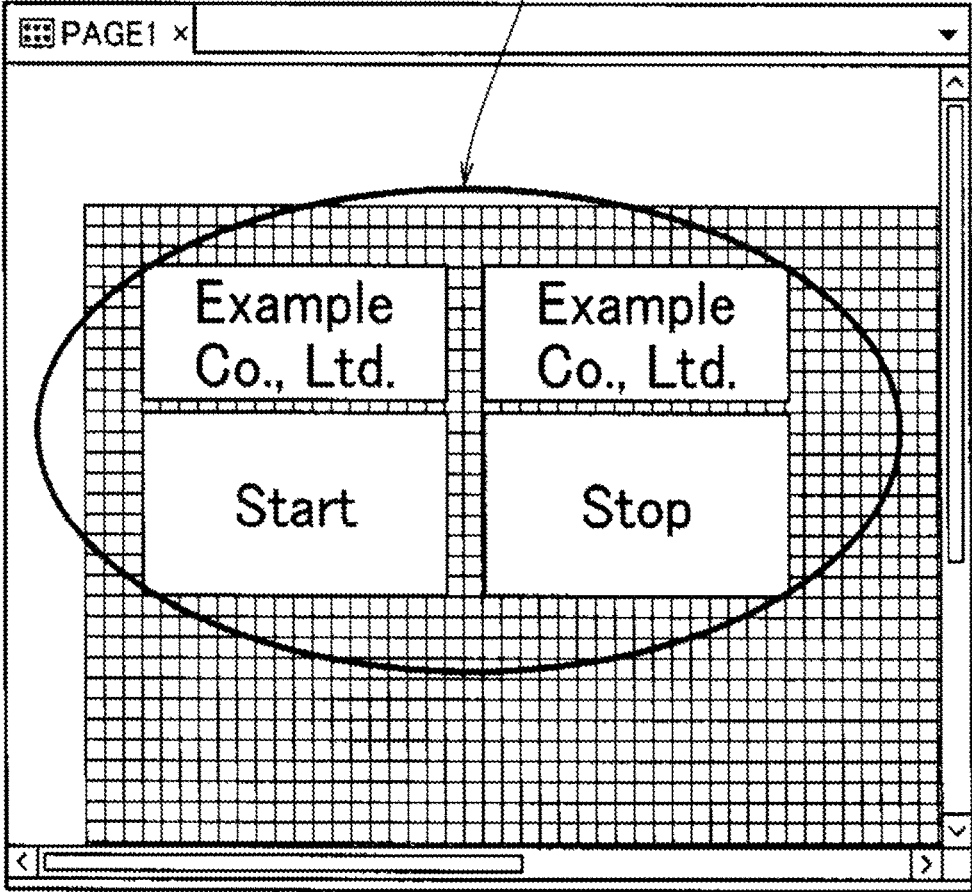 PAGE1 ×
Example
Co., Ltd.
Example
Co., Ltd.
Start
Stop